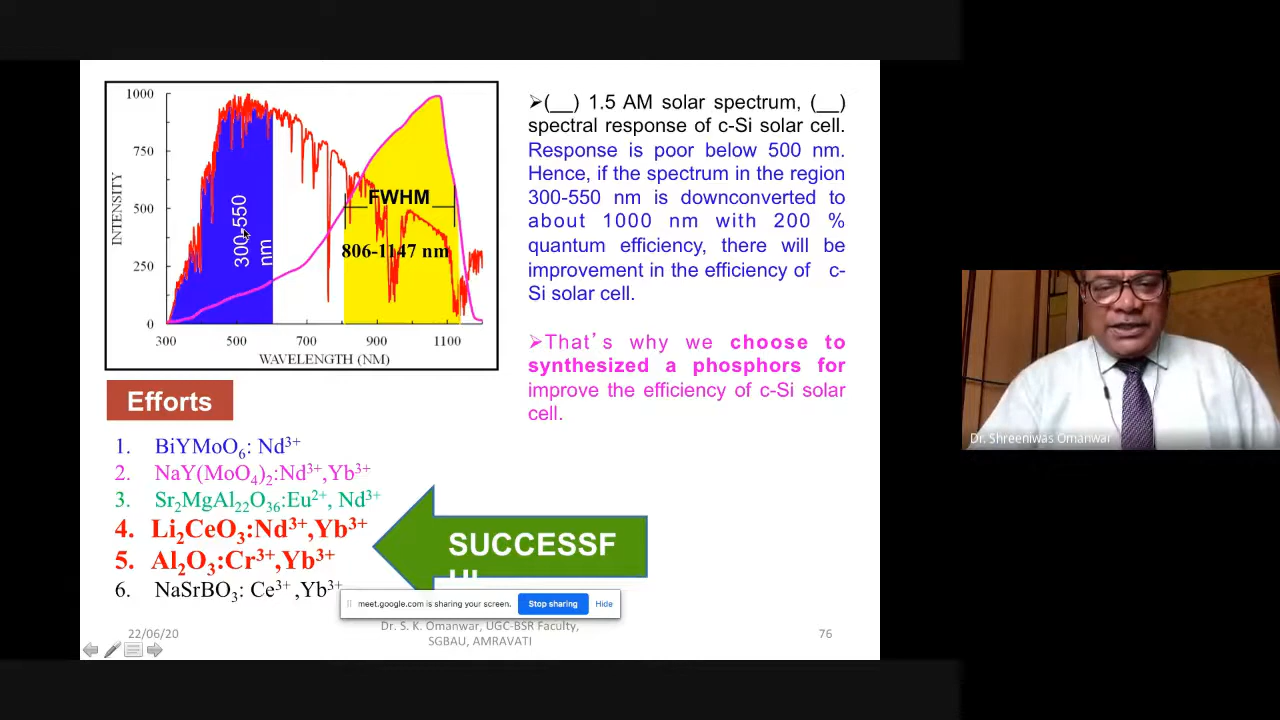 1000
750
500
250
0
INTENSITY
300-550
nm
FWHM
806-1147 nm
300 500 700 900 1100
WAVELENGTH (NM)
➢(__) 1.5 AM solar spectrum, (__)
spectral response of c-Si solar cell.
Response is poor below 500 nm.
Hence, if the spectrum in the region
300-550 nm is downconverted to
about 1000 nm with 200 %
quantum efficiency, there will be
improvement in the efficiency of c-
Si solar cell.
➢That's why we choose to
synthesized a phosphors for
improve the efficiency of c-Si solar
cell.
Efforts
1. BiYMoO₆: Nd³⁺
2. NaY(MoO₄)₂:Nd³⁺,Yb³⁺
3. Sr₂MgAl₂₂O₃₆:Eu²⁺, Nd³⁺
4. Li₂CeO₃:Nd³⁺,Yb³⁺
5. Al₂O₃:Cr³⁺,Yb³⁺
6. NaSrBO₃: Ce³⁺ ,Yb³⁺
SUCCESSF
meet.google.com is sharing your screen. Stop sharing Hide
22/06/20
Dr. S. K. Omanwar, UGC-BSR Faculty,
SGBAU, AMRAVATI
76
Dr. Shreeniwas Omanwar